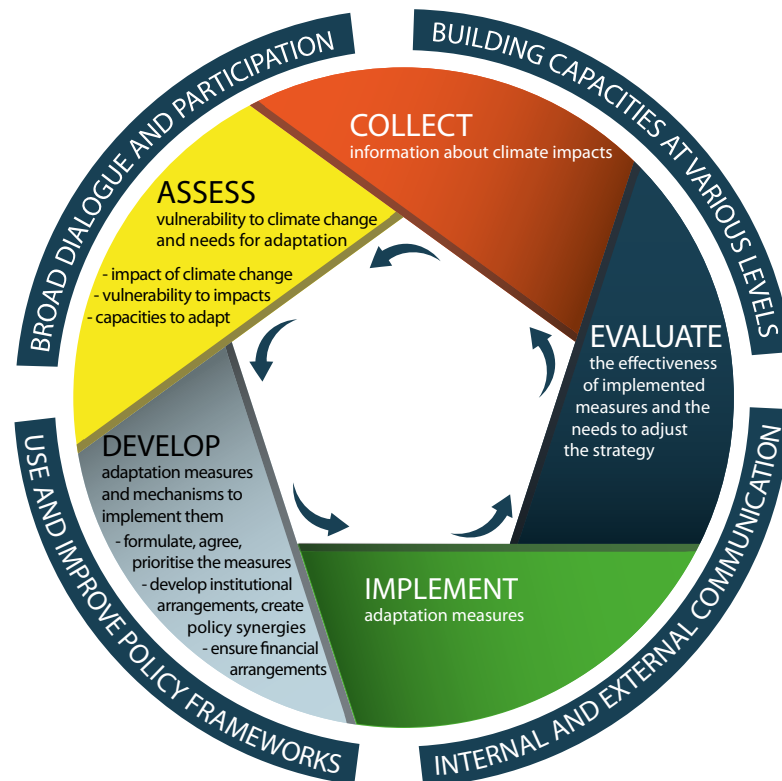 BROAD DIALOGUE AND PARTICIPATION
BUILDING CAPACITIES AT VARIOUS LEVELS
COLLECT
information about climate impacts
ASSESS
vulnerability to climate change
and needs for adaptation
- impact of climate change
- vulnerability to impacts
- capacities to adapt
EVALUATE
the effectiveness
of implemented
measures and the
needs to adjust
the strategy
DEVELOP
adaptation measures
and mechanisms to
implement them
- formulate, agree,
prioritise the measures
- develop institutional
arrangements, create
policy synergies
- ensure financial
arrangements
IMPLEMENT
adaptation measures
USE AND IMPROVE POLICY FRAMEWORKS
INTERNAL AND EXTERNAL COMMUNICATION